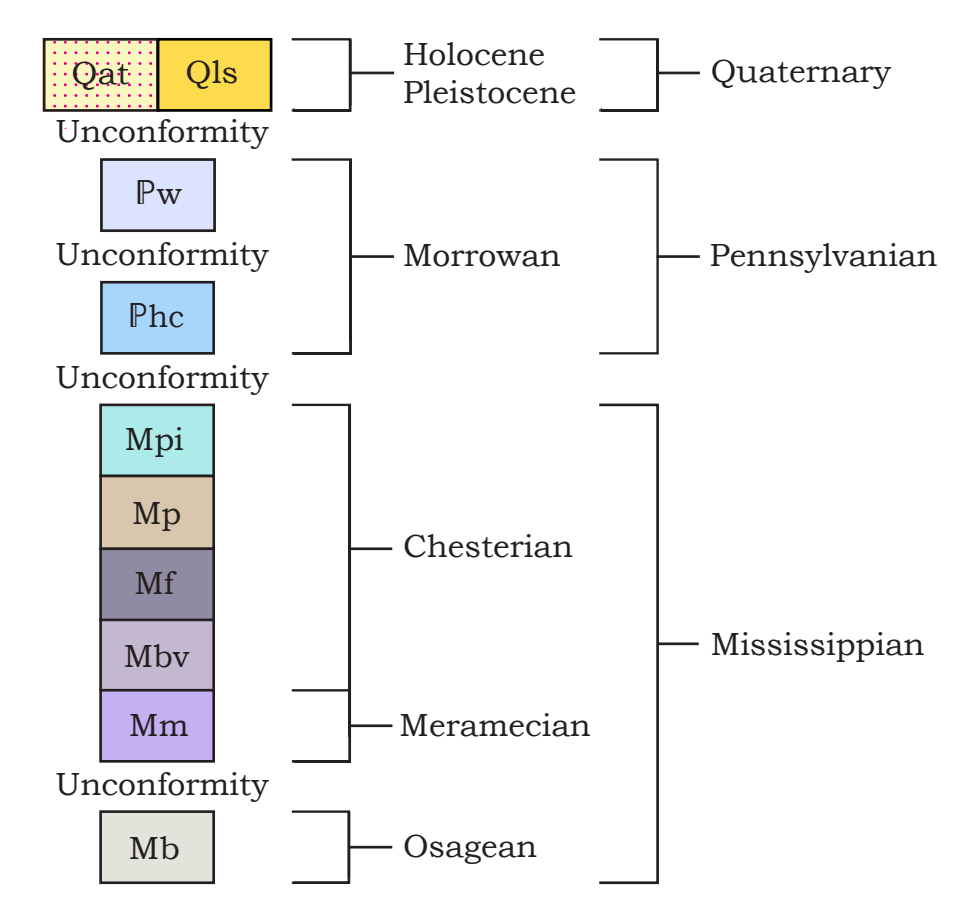 Qat Qls Holocene
Pleistocene Quaternary
Unconformity
ℙw
Unconformity Morrowan Pennsylvanian
ℙhc
Unconformity
Mpi
Mp
Chesterian
Mf
Mbv Mississippian
Mm Meramecian
Unconformity
Mb Osagean